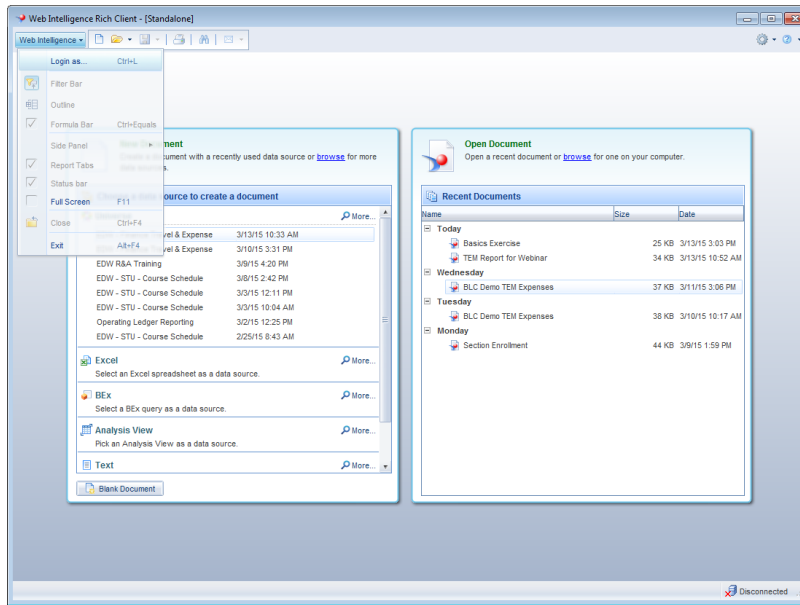 Web Intelligence Rich Client - [Standalone]
Web Intelligence
Login as... Ctrl+L
Filter Bar
Outline
Formula Bar Ctrl+Equals
Side Panel
Report Tabs
Status bar
Full Screen F11
Close Ctrl+F4
Exit Alt+F4
document with a recently used data source or browse for more
source to create a document
More...
Travel & Expense 3/13/15 10:33 AM
vel & Expense 3/10/15 3:31 PM
EDW R&A Training 3/9/15 4:20 PM
EDW - STU - Course Schedule 3/8/15 2:42 PM
EDW - STU - Course Schedule 3/3/15 12:11 PM
EDW - STU - Course Schedule 3/3/15 10:04 AM
Operating Ledger Reporting 3/2/15 12:25 PM
EDW - STU - Course Schedule 2/25/15 8:43 AM
Excel More...
Select an Excel spreadsheet as a data source.
BEx More...
Select a BEx query as a data source.
Analysis View More...
Pick an Analysis View as a data source.
Text More...
Blank Document
Open Document
Open a recent document or browse for one on your computer.
Recent Documents
Name Size Date
Today
Basics Exercise 25 KB 3/13/15 3:03 PM
TEM Report for Webinar 34 KB 3/13/15 10:52 AM
Wednesday
BLC Demo TEM Expenses 37 KB 3/11/15 3:06 PM
Tuesday
BLC Demo TEM Expenses 38 KB 3/10/15 10:17 AM
Monday
Section Enrollment 44 KB 3/9/15 1:59 PM
Disconnected